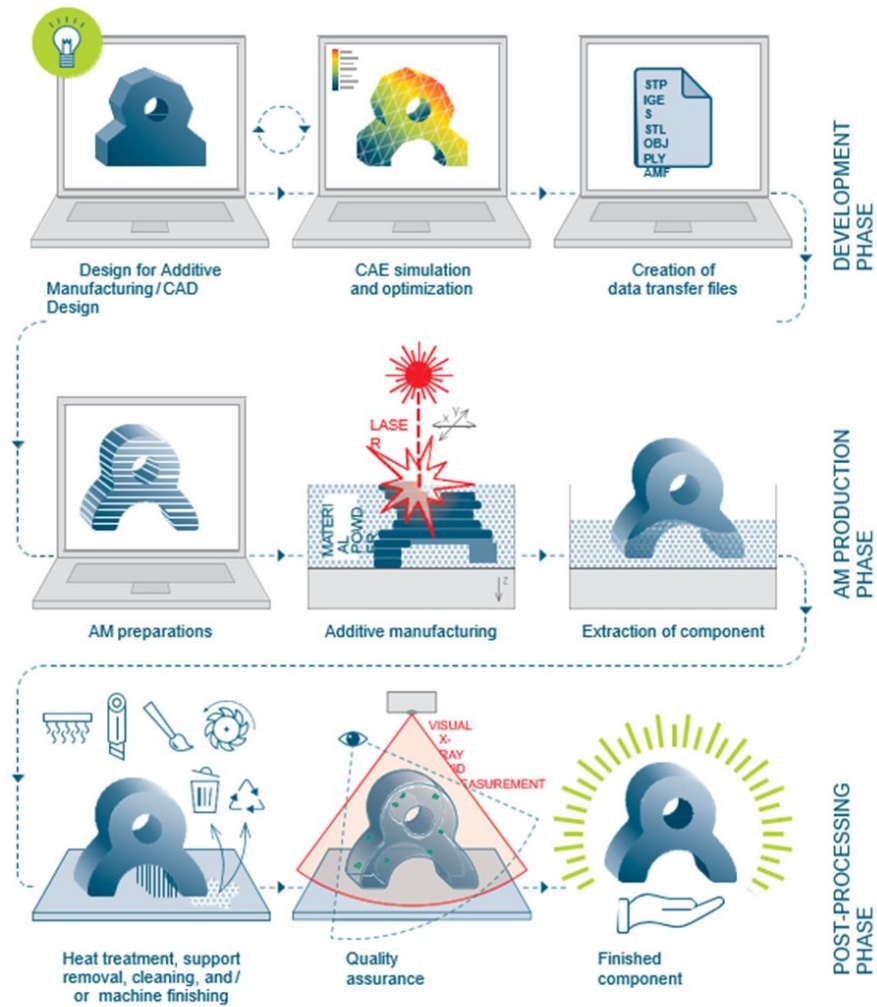 STP
IGE
S
STL
OBJ
PLY
AMF
DEVELOPMENT
PHASE
Design for Additive
Manufacturing/CAD
Design
CAE simulation
and optimization
Creation of
data transfer files
LASE
R
X
Y
MATERI
AL
POWD
ER
Z
AM PRODUCTION
PHASE
AM preparations
Additive manufacturing
Extraction of component
VISUAL
X-
RAY
3D
EASUREMENT
POST-PROCESSING
PHASE
Heat treatment, support
removal, cleaning, and/
or machine finishing
Quality
assurance
Finished
component